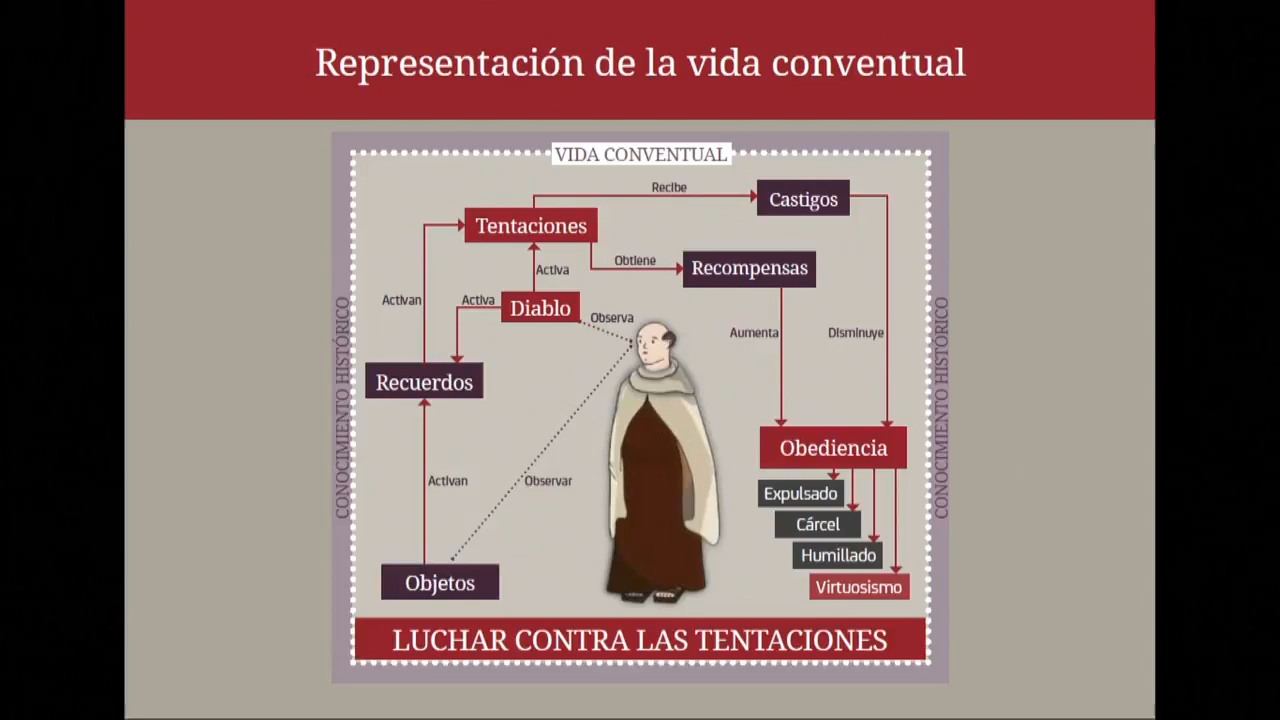 Representación de la vida conventual
VIDA CONVENTUAL
Recibe
Castigos
Tentaciones
Obtiene
Recompensas
Activa
Activan
Activa
Diablo
Observa
Aumenta
Disminuye
CONOCIMIENTO HISTÓRICO
CONOCIMIENTO HISTÓRICO
Recuerdos
Obediencia
Activan
Observar
Expulsado
Cárcel
Humillado
Objetos
Virtuosismo
LUCHAR CONTRA LAS TENTACIONES